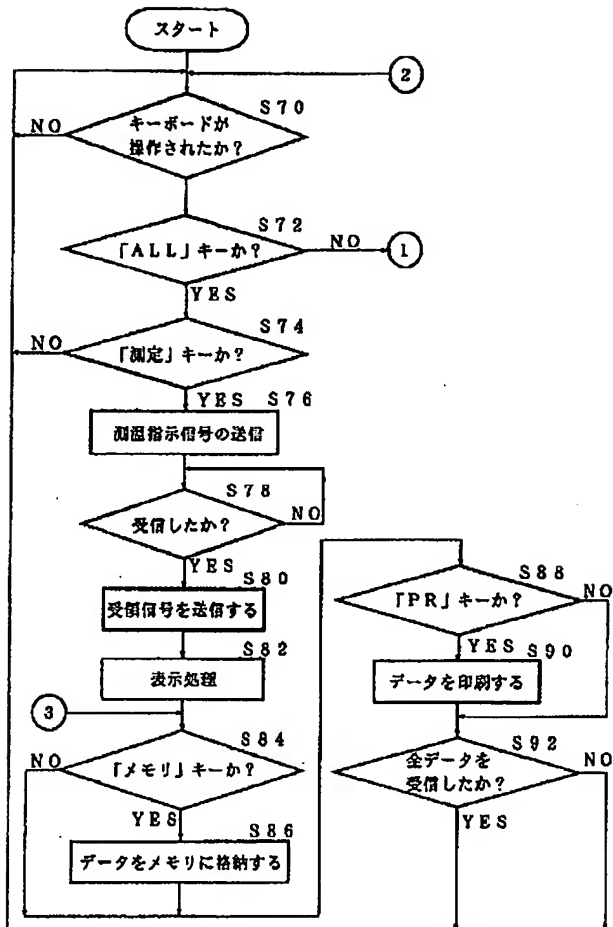 スタート
2
S70
キーボードが
操作されたか？
NO
S72
「ALL」キーか？
NO
1
YES
S74
「測定」キーか？
NO
YES
S76
測温指示信号の送信
S78
受信したか？
NO
YES
S80
受領信号を送信する
S82
表示処理
3
S84
「メモリ」キーか？
NO
YES
S86
データをメモリに格納する
S88
「PR」キーか？
NO
YES
S90
データを印刷する
S92
全データを
受信したか？
NO
YES